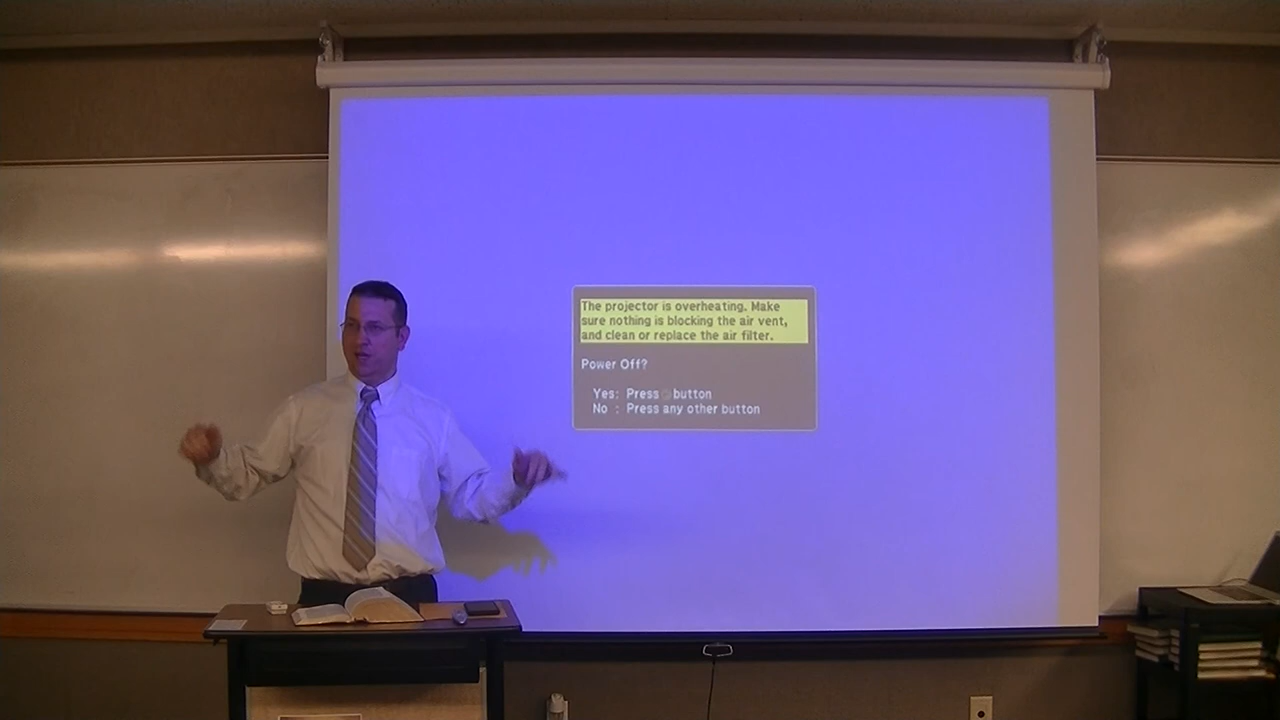 The projector is overheating. Make
sure nothing is blocking the air vent,
and clean or replace the air filter.
Power Off?
Yes: Press button
No : Press any other button